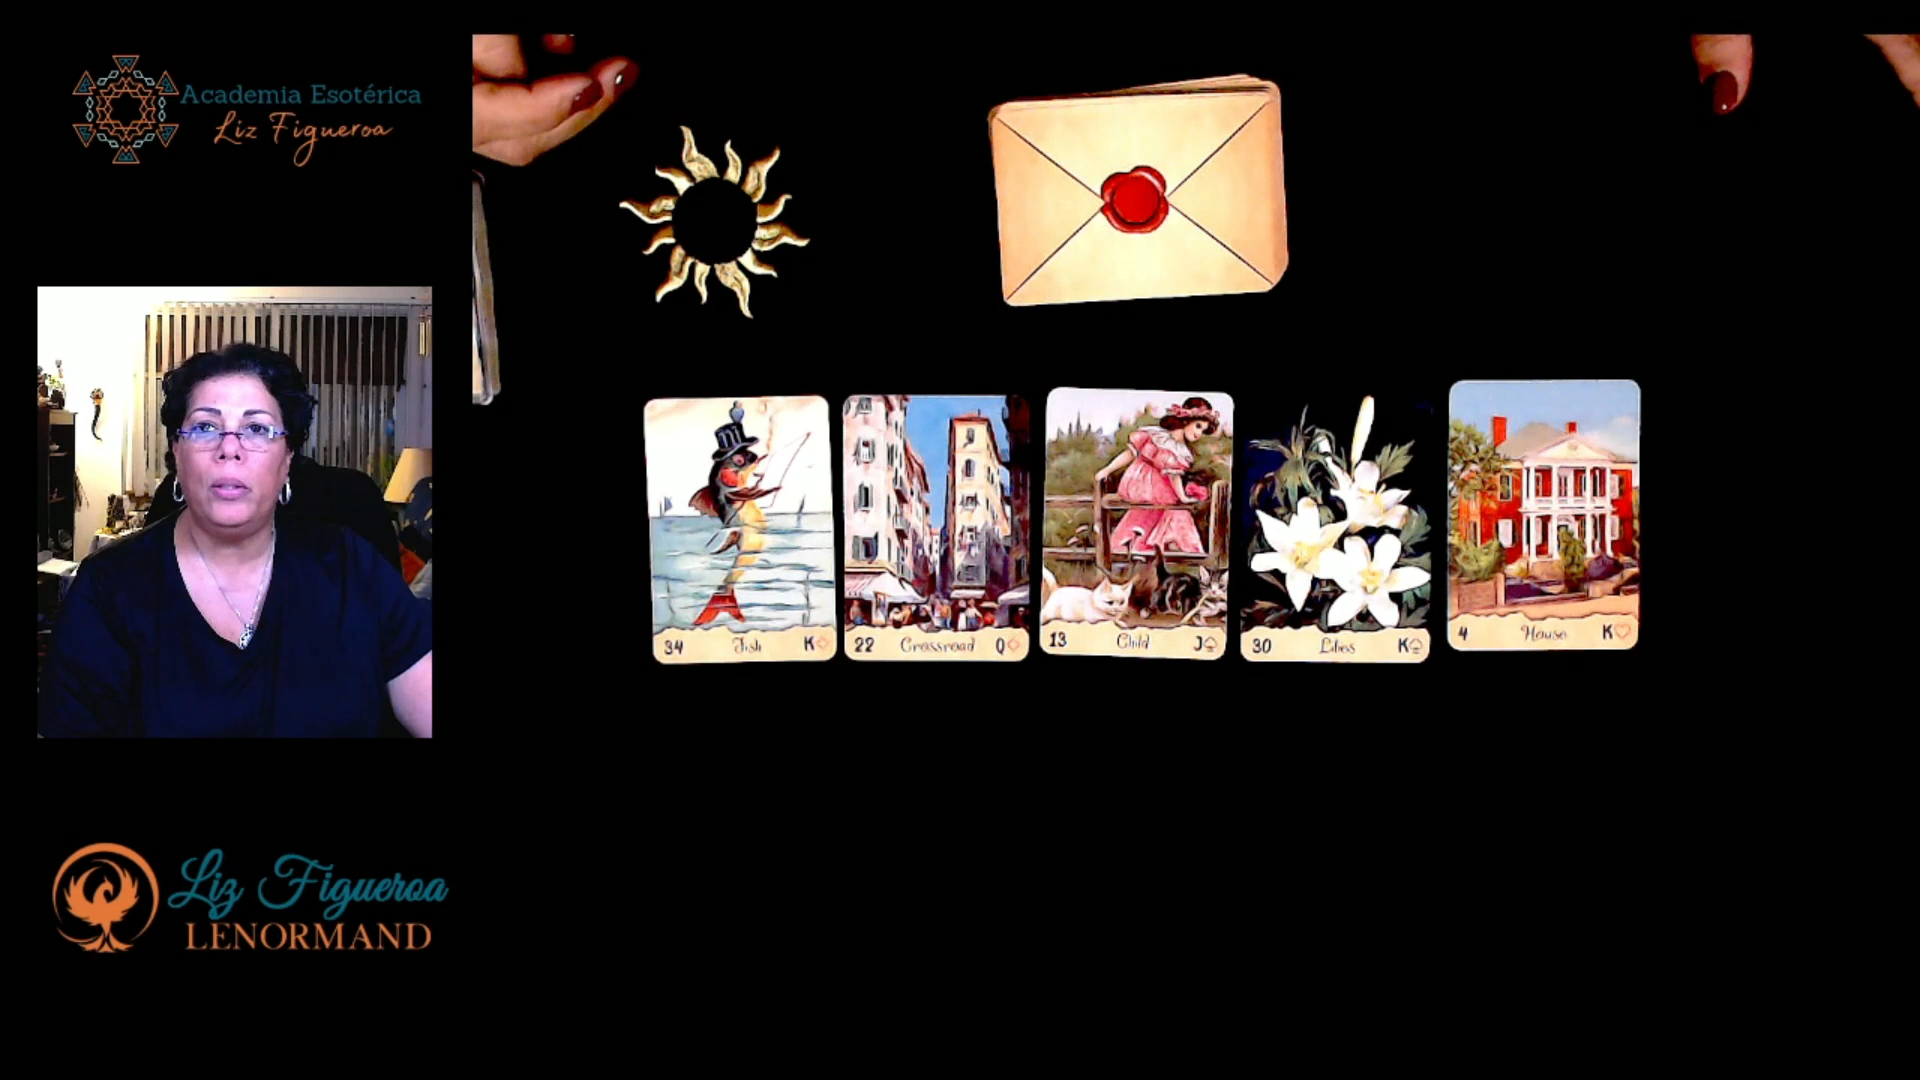 Academia Esotérica
Liz Figueroa
34 Fish K♢
22 Crossroad Q♢
13 Child J♤
30 Lilies K♤
4 House K♡
Liz Figueroa
LENORMAND